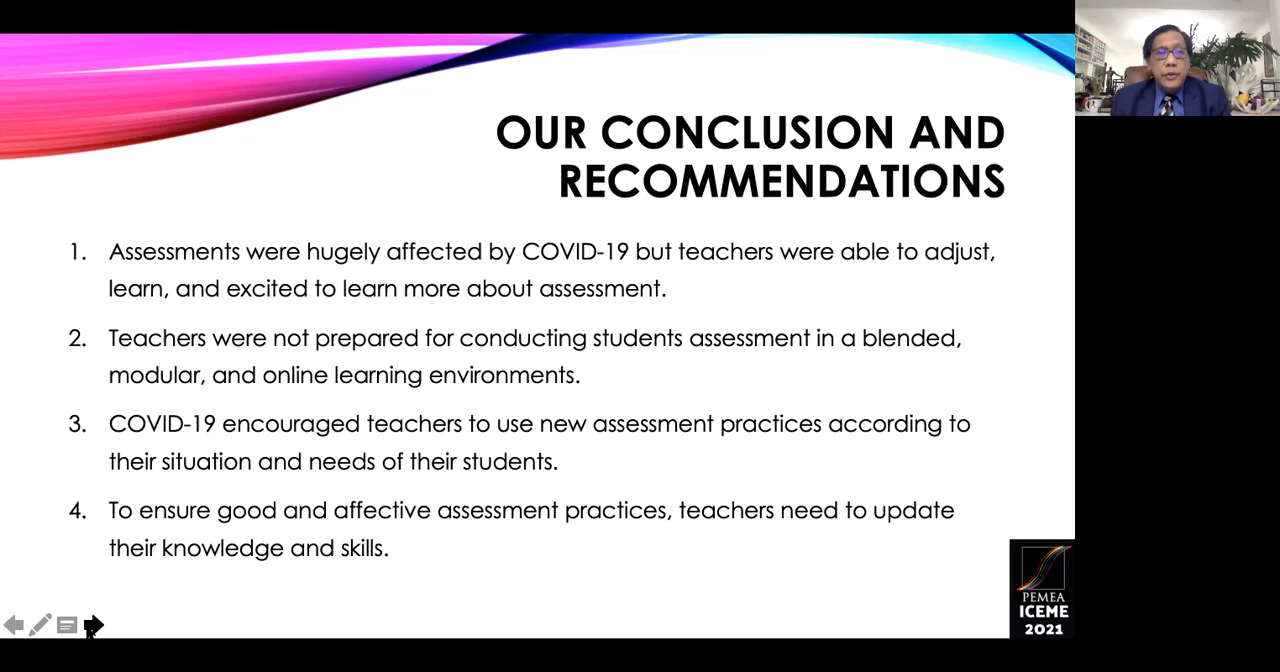 OUR CONCLUSION AND
RECOMMENDATIONS
1. Assessments were hugely affected by COVID-19 but teachers were able to adjust,
learn, and excited to learn more about assessment.
2. Teachers were not prepared for conducting students assessment in a blended,
modular, and online learning environments.
3. COVID-19 encouraged teachers to use new assessment practices according to
their situation and needs of their students.
4. To ensure good and affective assessment practices, teachers need to update
their knowledge and skills.
PEMEA
ICEME
2021